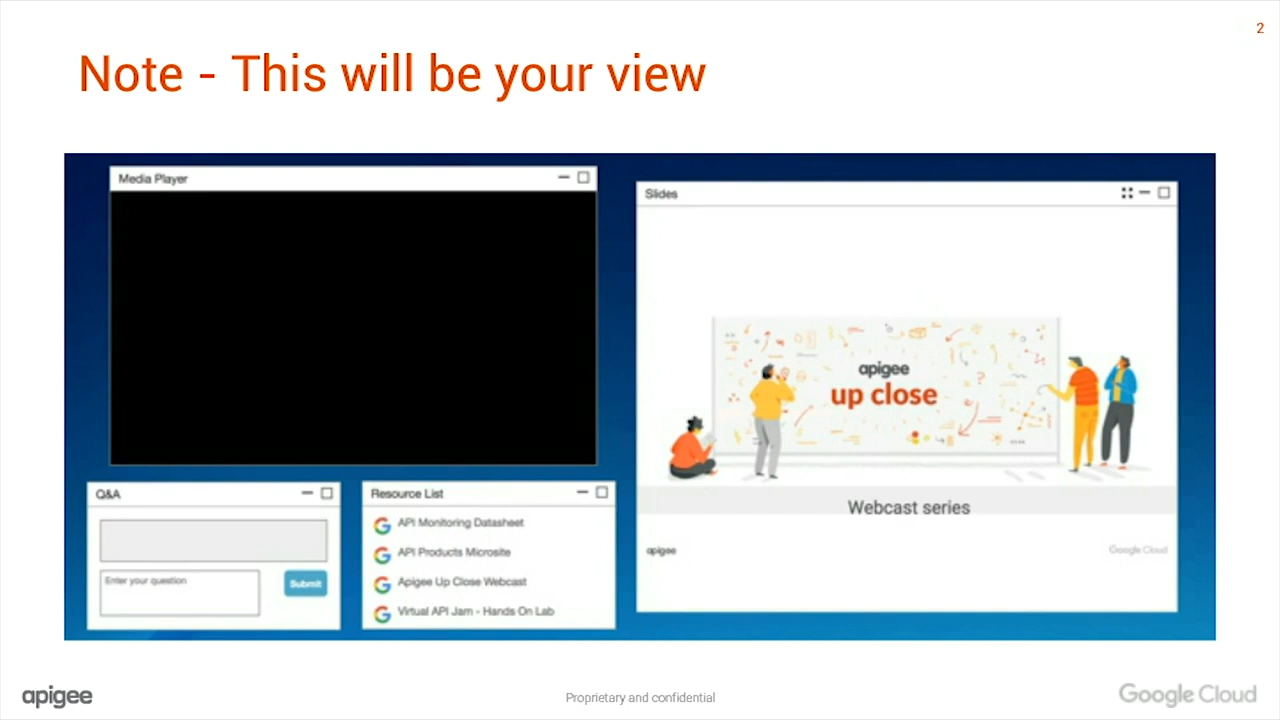 2
Note - This will be your view
Media Player
Slides
apigee
up close
Webcast series
apigee
Google Cloud
Q&A
Enter your question
Submit
Resource List
API Monitoring Datasheet
API Products Microsite
Apigee Up Close Webcast
Virtual API Jam - Hands On Lab
apigee
Proprietary and confidential
Google Cloud